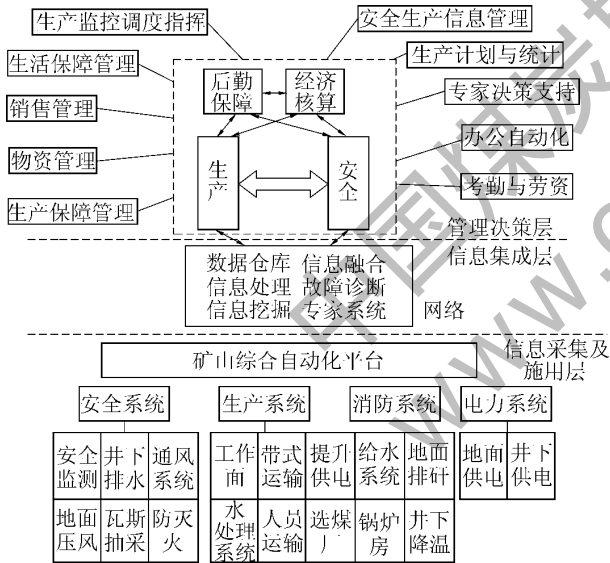 生产监控调度指挥
安全生产信息管理
生活保障管理
生产计划与统计
后勤
保障
经济
核算
专家决策支持
销售管理
办公自动化
物资管理
生产
安全
考勤与劳资
生产保障管理
管理决策层
信息集成层
数据仓库 信息融合
信息处理 故障诊断
信息挖掘 专家系统
网络
矿山综合自动化平台
信息采集及
施用层
安全系统
生产系统
消防系统
电力系统
安全
监测
井下
排水
通风
系统
工作
面
带式
运输
提升
供电
给水
系统
地面
排矸
地面
供电
井下
供电
地面
压风
瓦斯
抽采
防灭
火
水
处理
系统
人员
运输
选煤
厂
锅炉
房
井下
降温
中国煤炭
www.c